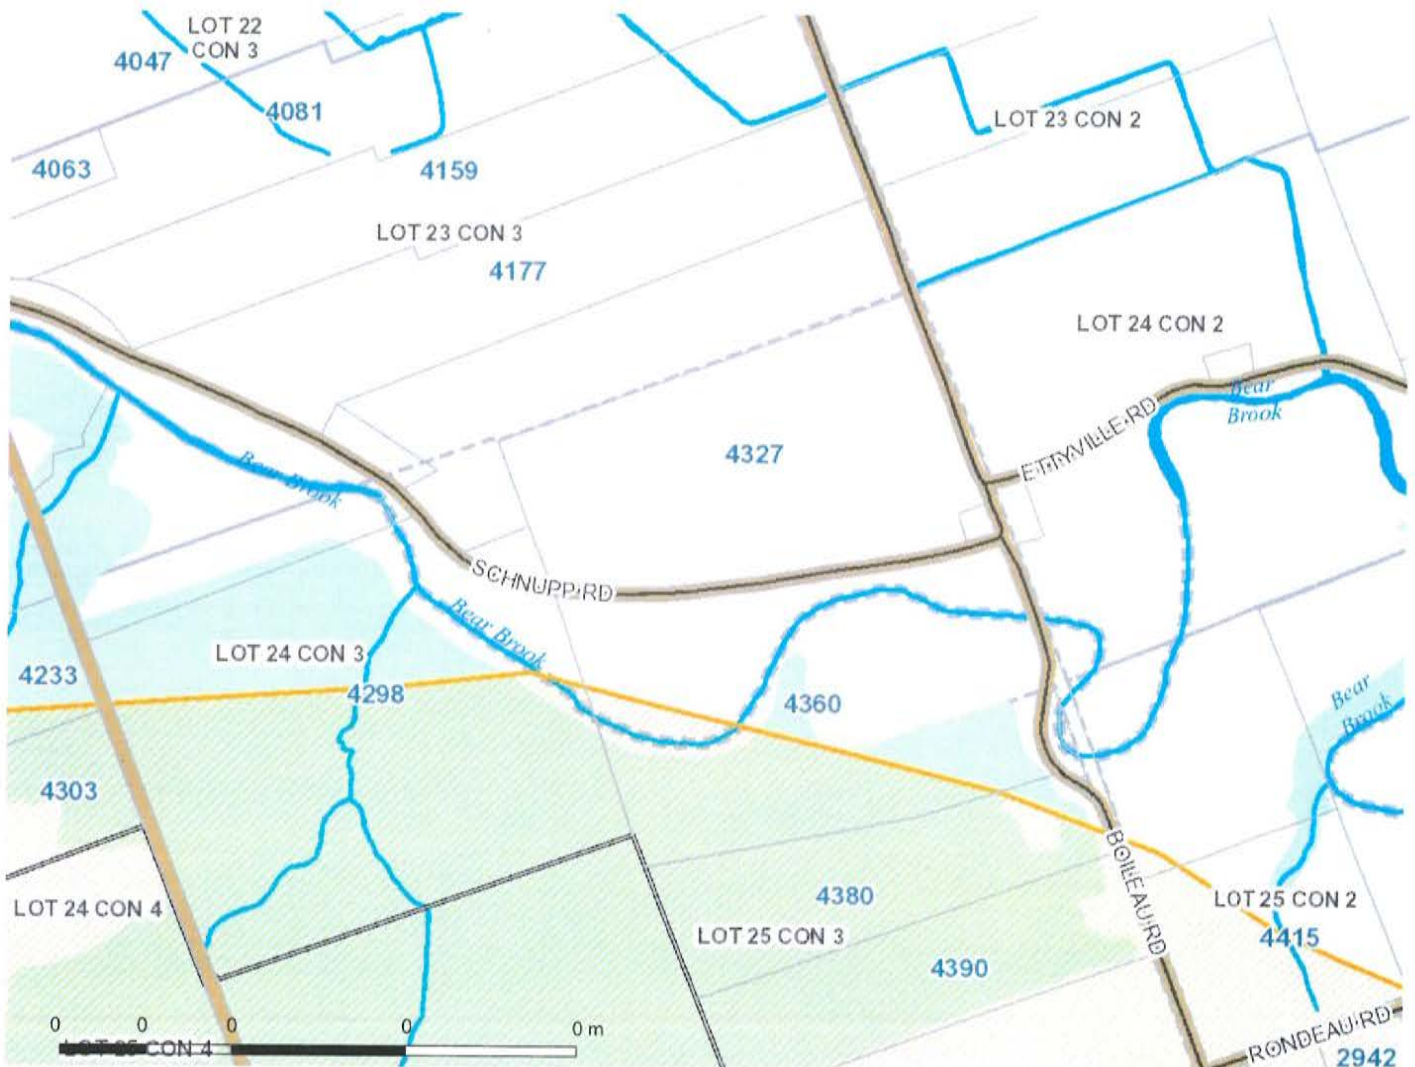 LOT 22
CON 3
4047
4081
LOT 23 CON 2
4063
4159
LOT 23 CON 3
4177
LOT 24 CON 2
Bear
Brook
ETTYVILLE RD
4327
Bear Brook
SCHNUPP RD
Bear Brook
LOT 24 CON 3
4233
4298
4360
Bear
Brook
4303
BOILEAU RD
4380
LOT 25 CON 2
LOT 24 CON 4
LOT 25 CON 3
4415
4390
0 0 0 0 0 m
LOT 25 CON 4
RONDEAU RD
2942